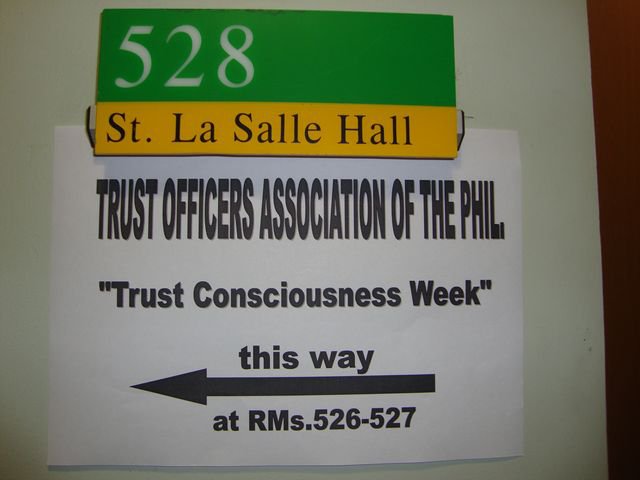 528
St. La Salle Hall
TRUST OFFICERS ASSOCIATION OF THE PHIL.
"Trust Consciousness Week"
this way
at RMs.526-527